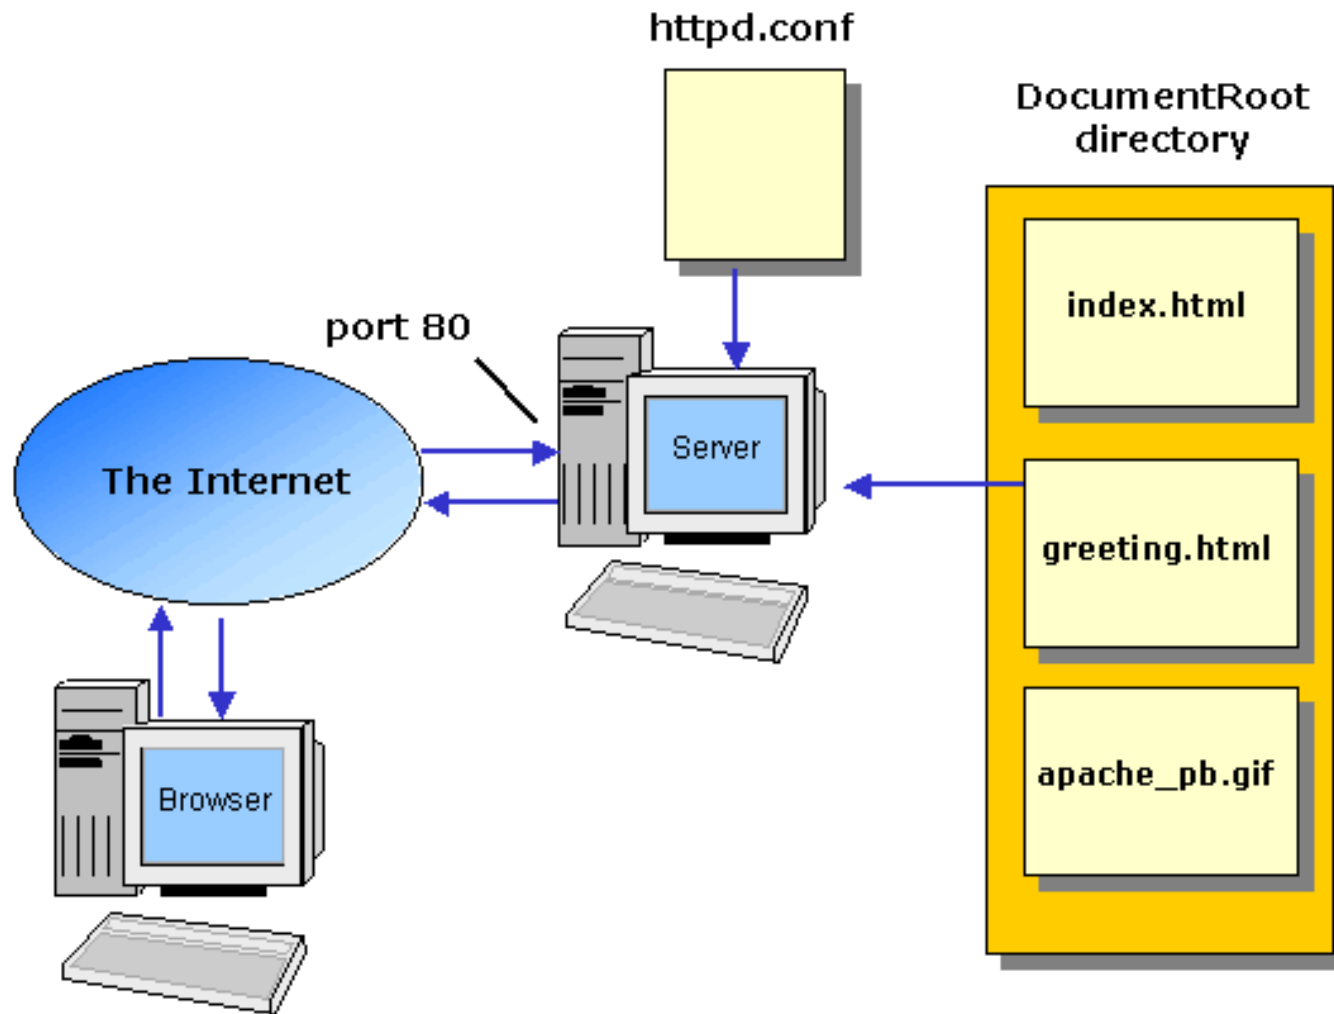 httpd.conf
DocumentRoot
directory
index.html
port 80
Server
The Internet
greeting.html
apache_pb.gif
Browser